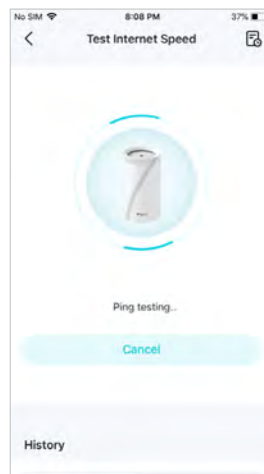 No SIM 8:08 PM 37%
Test Internet Speed
Ping testing..
Cancel
History